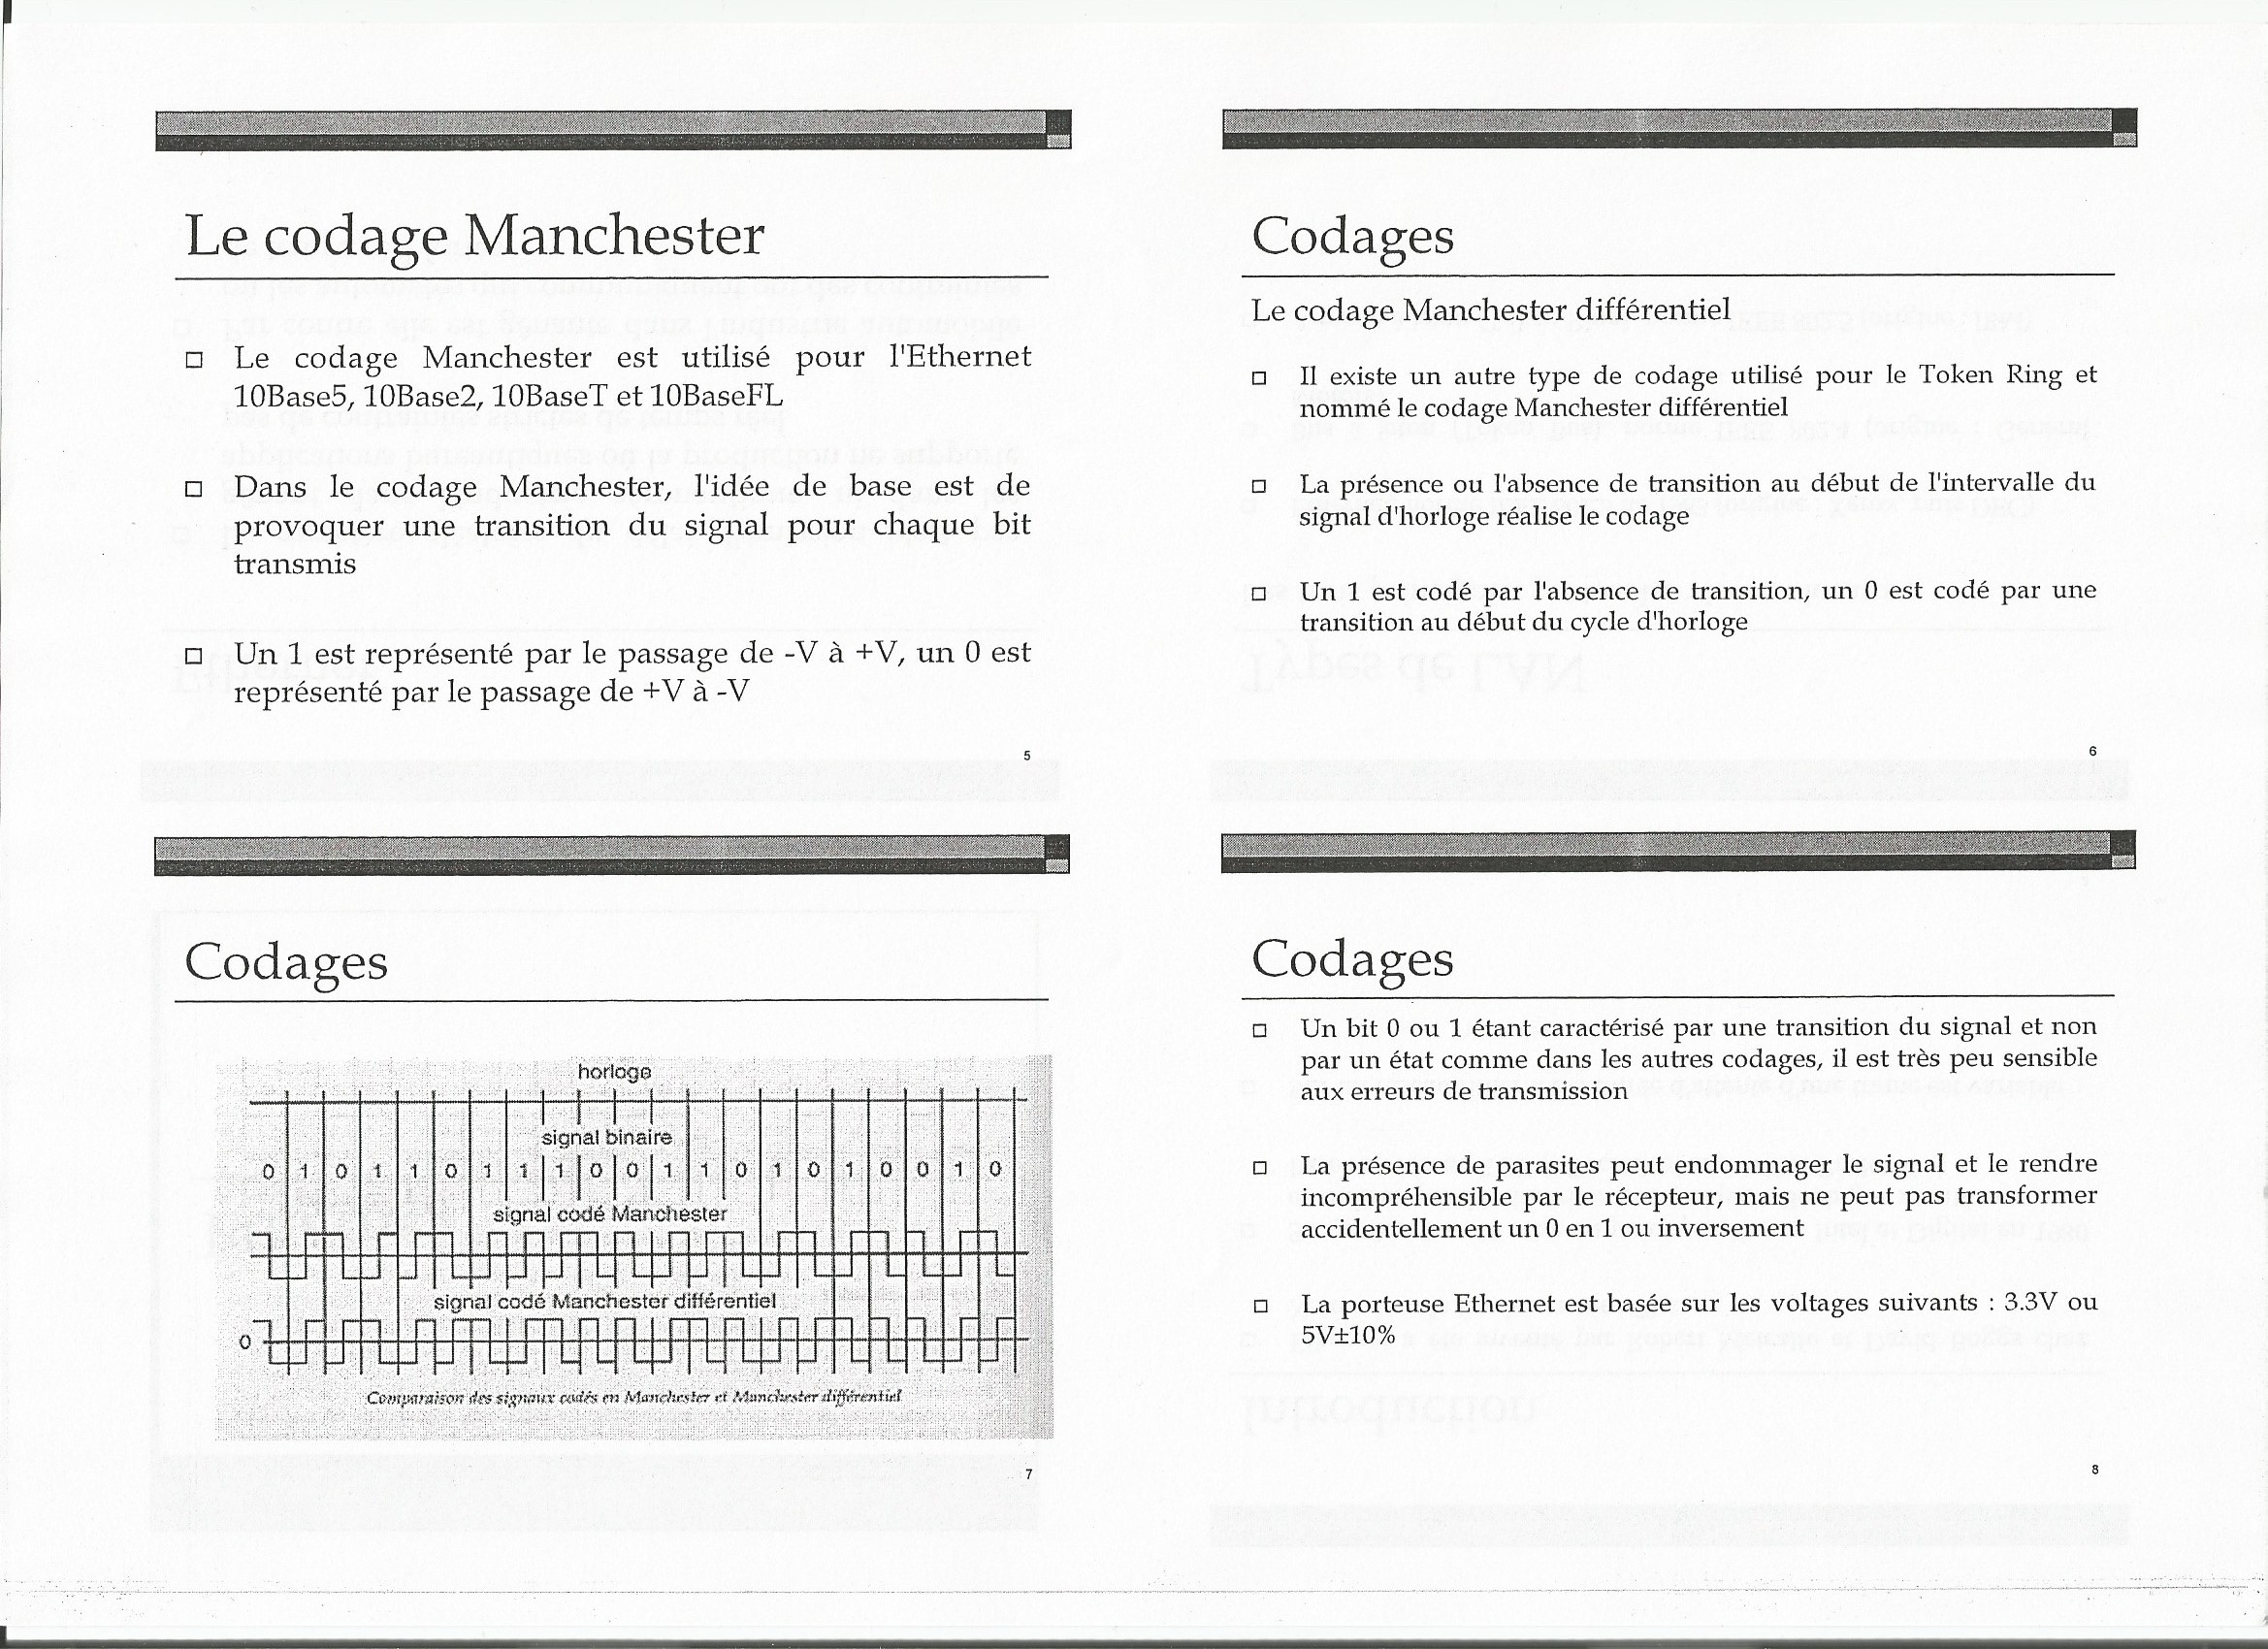 Le codage Manchester
□ Le codage Manchester est utilisé pour l'Ethernet
10Base5, 10Base2, 10BaseT et 10BaseFL
□ Dans le codage Manchester, l'idée de base est de
provoquer une transition du signal pour chaque bit
transmis
□ Un 1 est représenté par le passage de -V à +V, un 0 est
représenté par le passage de +V à -V
5
Codages
Le codage Manchester différentiel
□ Il existe un autre type de codage utilisé pour le Token Ring et
nommé le codage Manchester différentiel
□ La présence ou l'absence de transition au début de l'intervalle du
signal d'horloge réalise le codage
□ Un 1 est codé par l'absence de transition, un 0 est codé par une
transition au début du cycle d'horloge
6
Codages
horloge
signal binaire
0 1 0 1 1 0 1 1 1 0 0 1 1 0 1 0 1 0 0 1 0
signal codé Manchester
signal codé Manchester différentiel
0
Comparaison des signaux codés en Manchester et Manchester différentiel
7
Codages
□ Un bit 0 ou 1 étant caractérisé par une transition du signal et non
par un état comme dans les autres codages, il est très peu sensible
aux erreurs de transmission
□ La présence de parasites peut endommager le signal et le rendre
incompréhensible par le récepteur, mais ne peut pas transformer
accidentellement un 0 en 1 ou inversement
□ La porteuse Ethernet est basée sur les voltages suivants : 3.3V ou
5V±10%
8